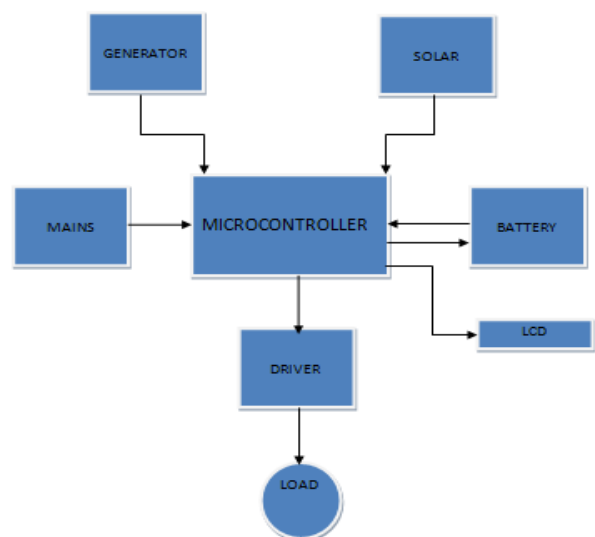 GENERATOR
SOLAR
MAINS
MICROCONTROLLER
BATTERY
LCD
DRIVER
LOAD